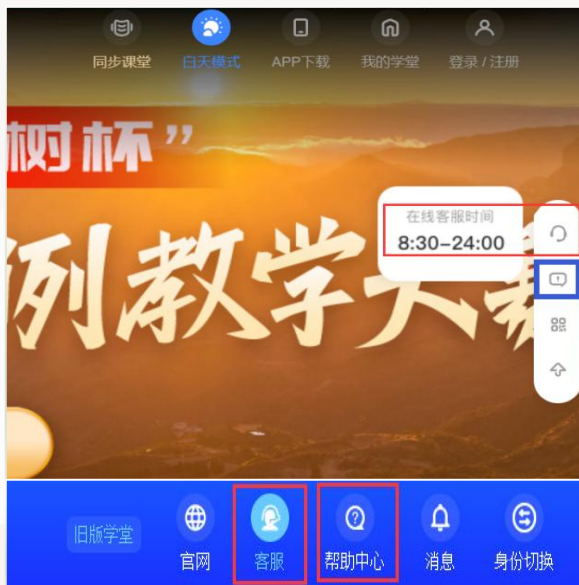 同步课堂
白天模式
APP下载
我的学堂
登录 / 注册
树杯”
在线客服时间
8:30–24:00
例教学大赛
旧版学堂
官网
客服
帮助中心
消息
身份切换